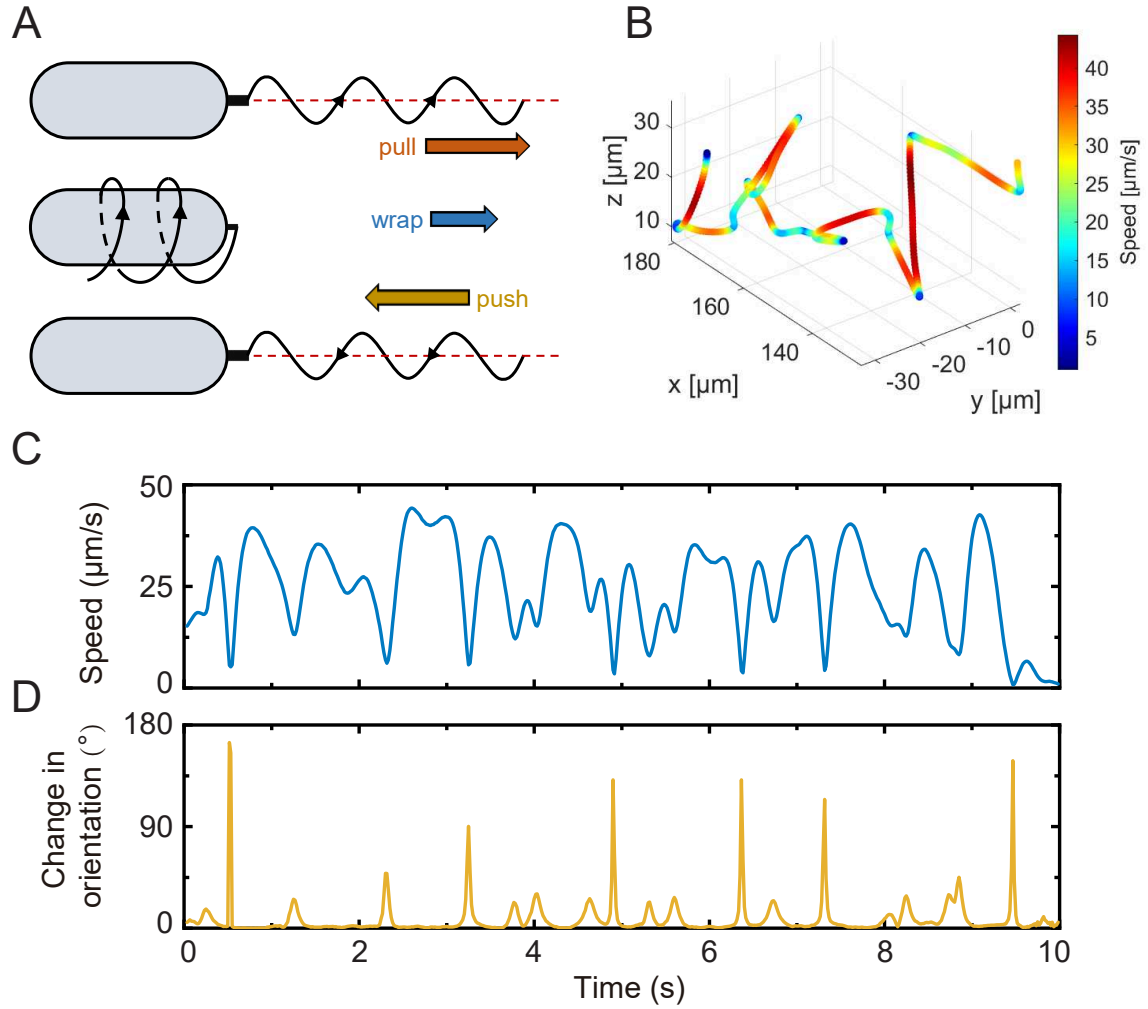 A
pull
wrap
push
B
z [µm]
30
20
10
180
160
140
x [µm]
-30
-20
-10
0
y [µm]
40
35
30
25
20
15
10
5
Speed [µm/s]
C
Speed (µm/s)
50
25
0
D
Change in
orientation (°)
180
90
0
0
2
4
6
8
10
Time (s)